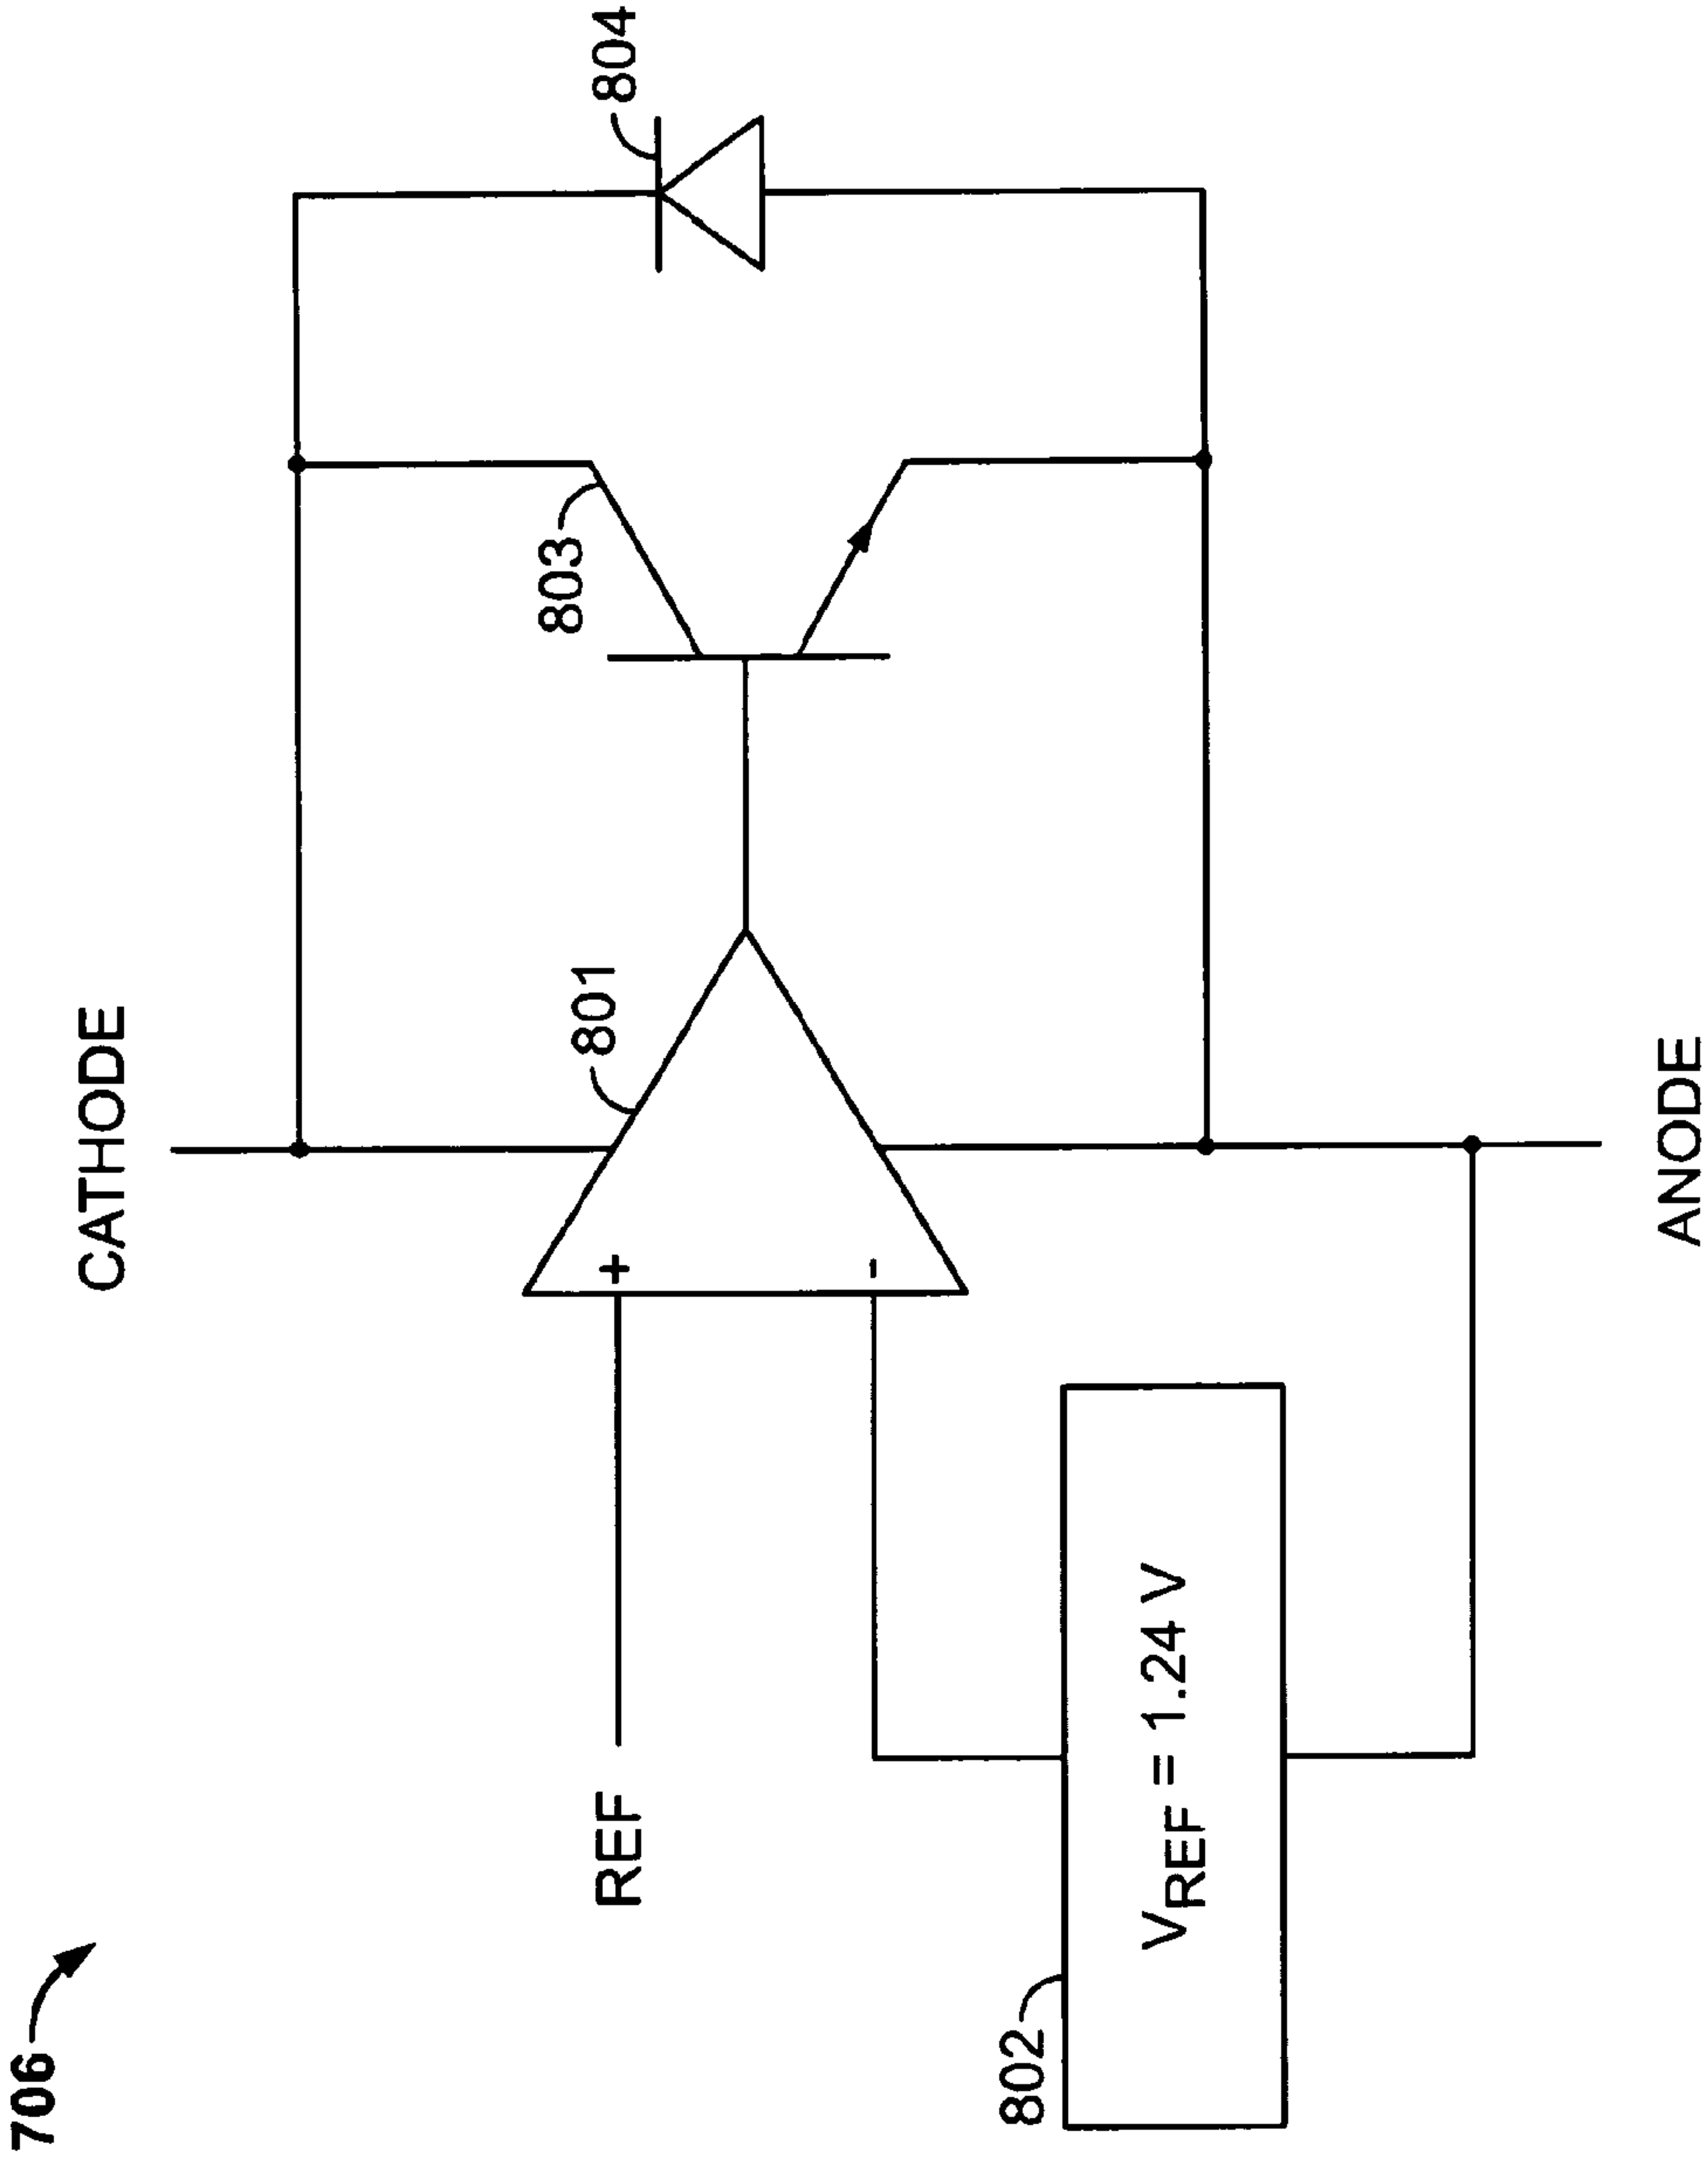 706
CATHODE
804
803
801
+
REF
-
802
VREF = 1.24 V
ANODE